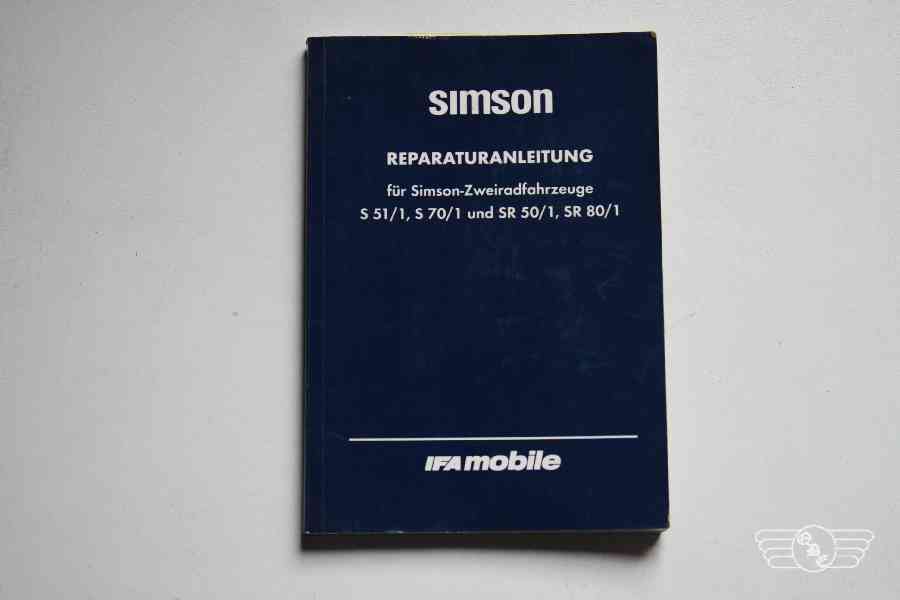 simson
REPARATURANLEITUNG
für Simson-Zweiradfahrzeuge
S 51/1, S 70/1 und SR 50/1, SR 80/1
IFA mobile